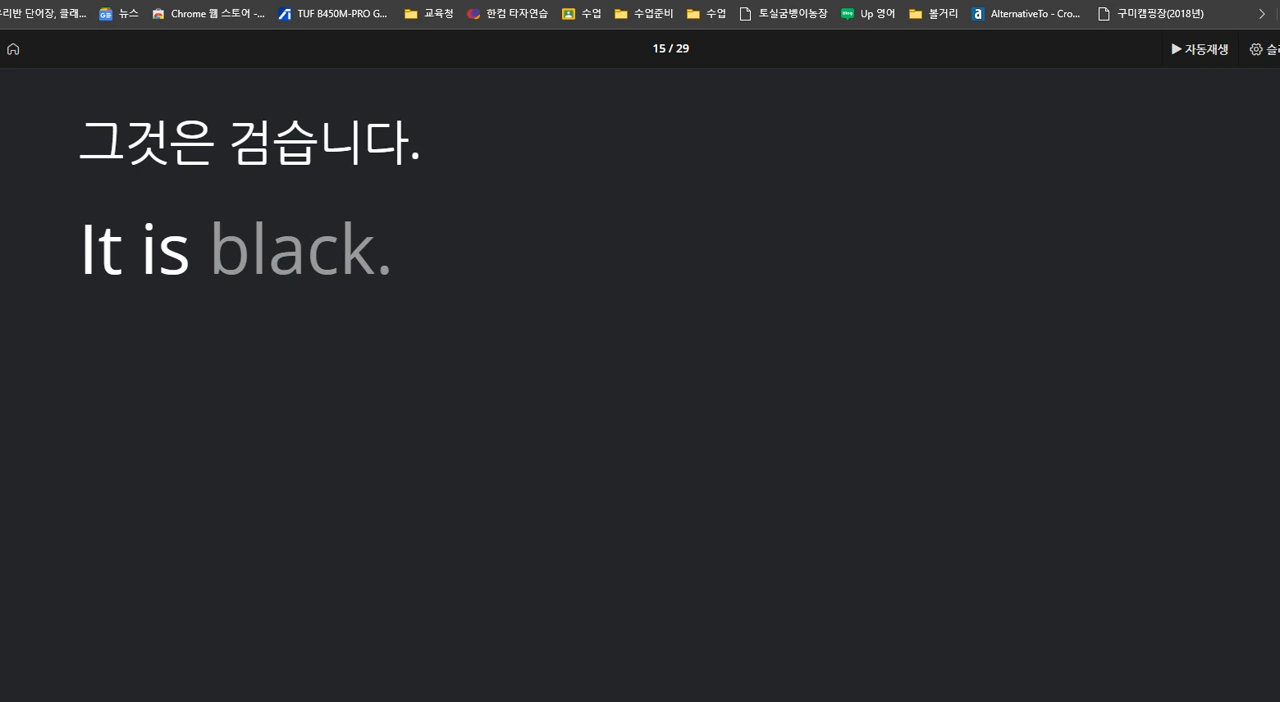 우리반 단어장, 클래... 뉴스 Chrome 웹 스토어 -... TUF B450M-PRO G... 교육청 한컴 타자연습 수업 수업준비 수업 토실굼벵이농장 Up 영어 볼거리 AlternativeTo - Cro... 구미캠핑장(2018년)
15 / 29 ▶ 자동재생
그것은 검습니다.
It is black.